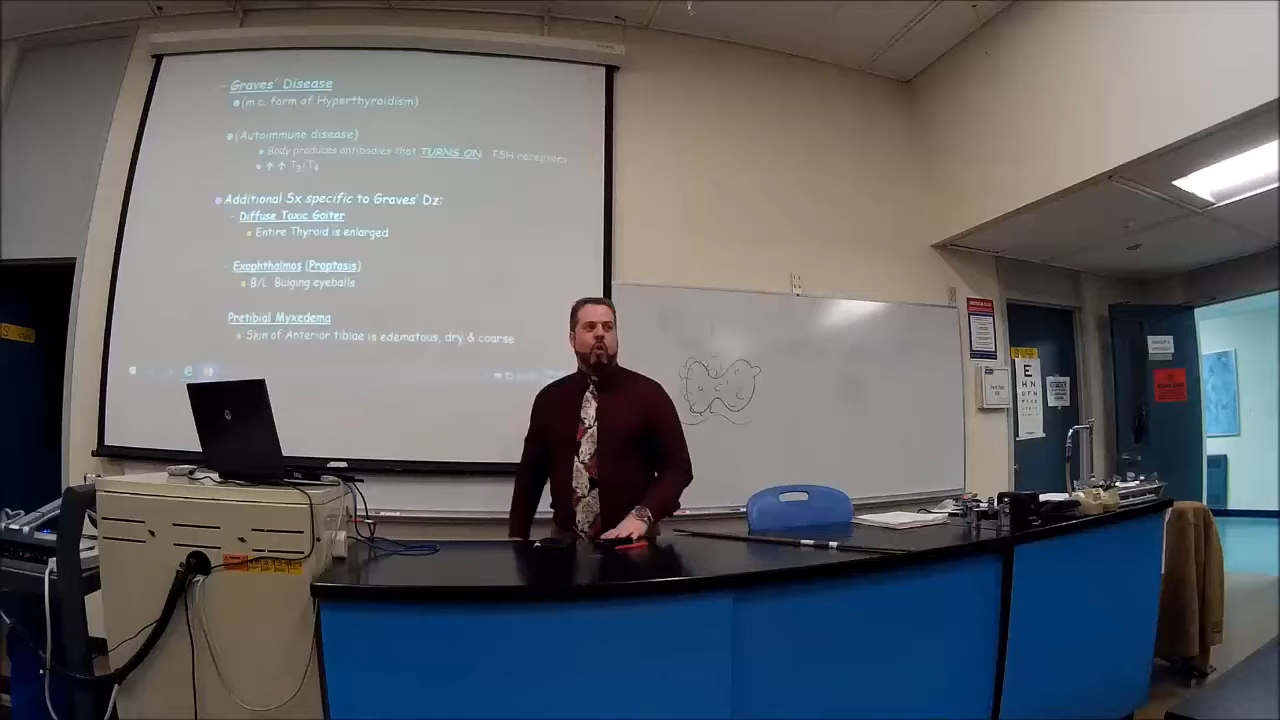 – Graves' Disease
(m.c. form of Hyperthyroidism)
(Autoimmune disease)
Body produces antibodies that TURNS ON TSH receptors
↑ ↑ T3/T4
Additional Sx specific to Graves' Dz:
– Diffuse Toxic Goiter
Entire Thyroid is enlarged
Exophthalmos (Proptosis)
B/L Bulging eyeballs
Pretibial Myxedema
Skin of Anterior tibiae is edematous, dry & coarse
E